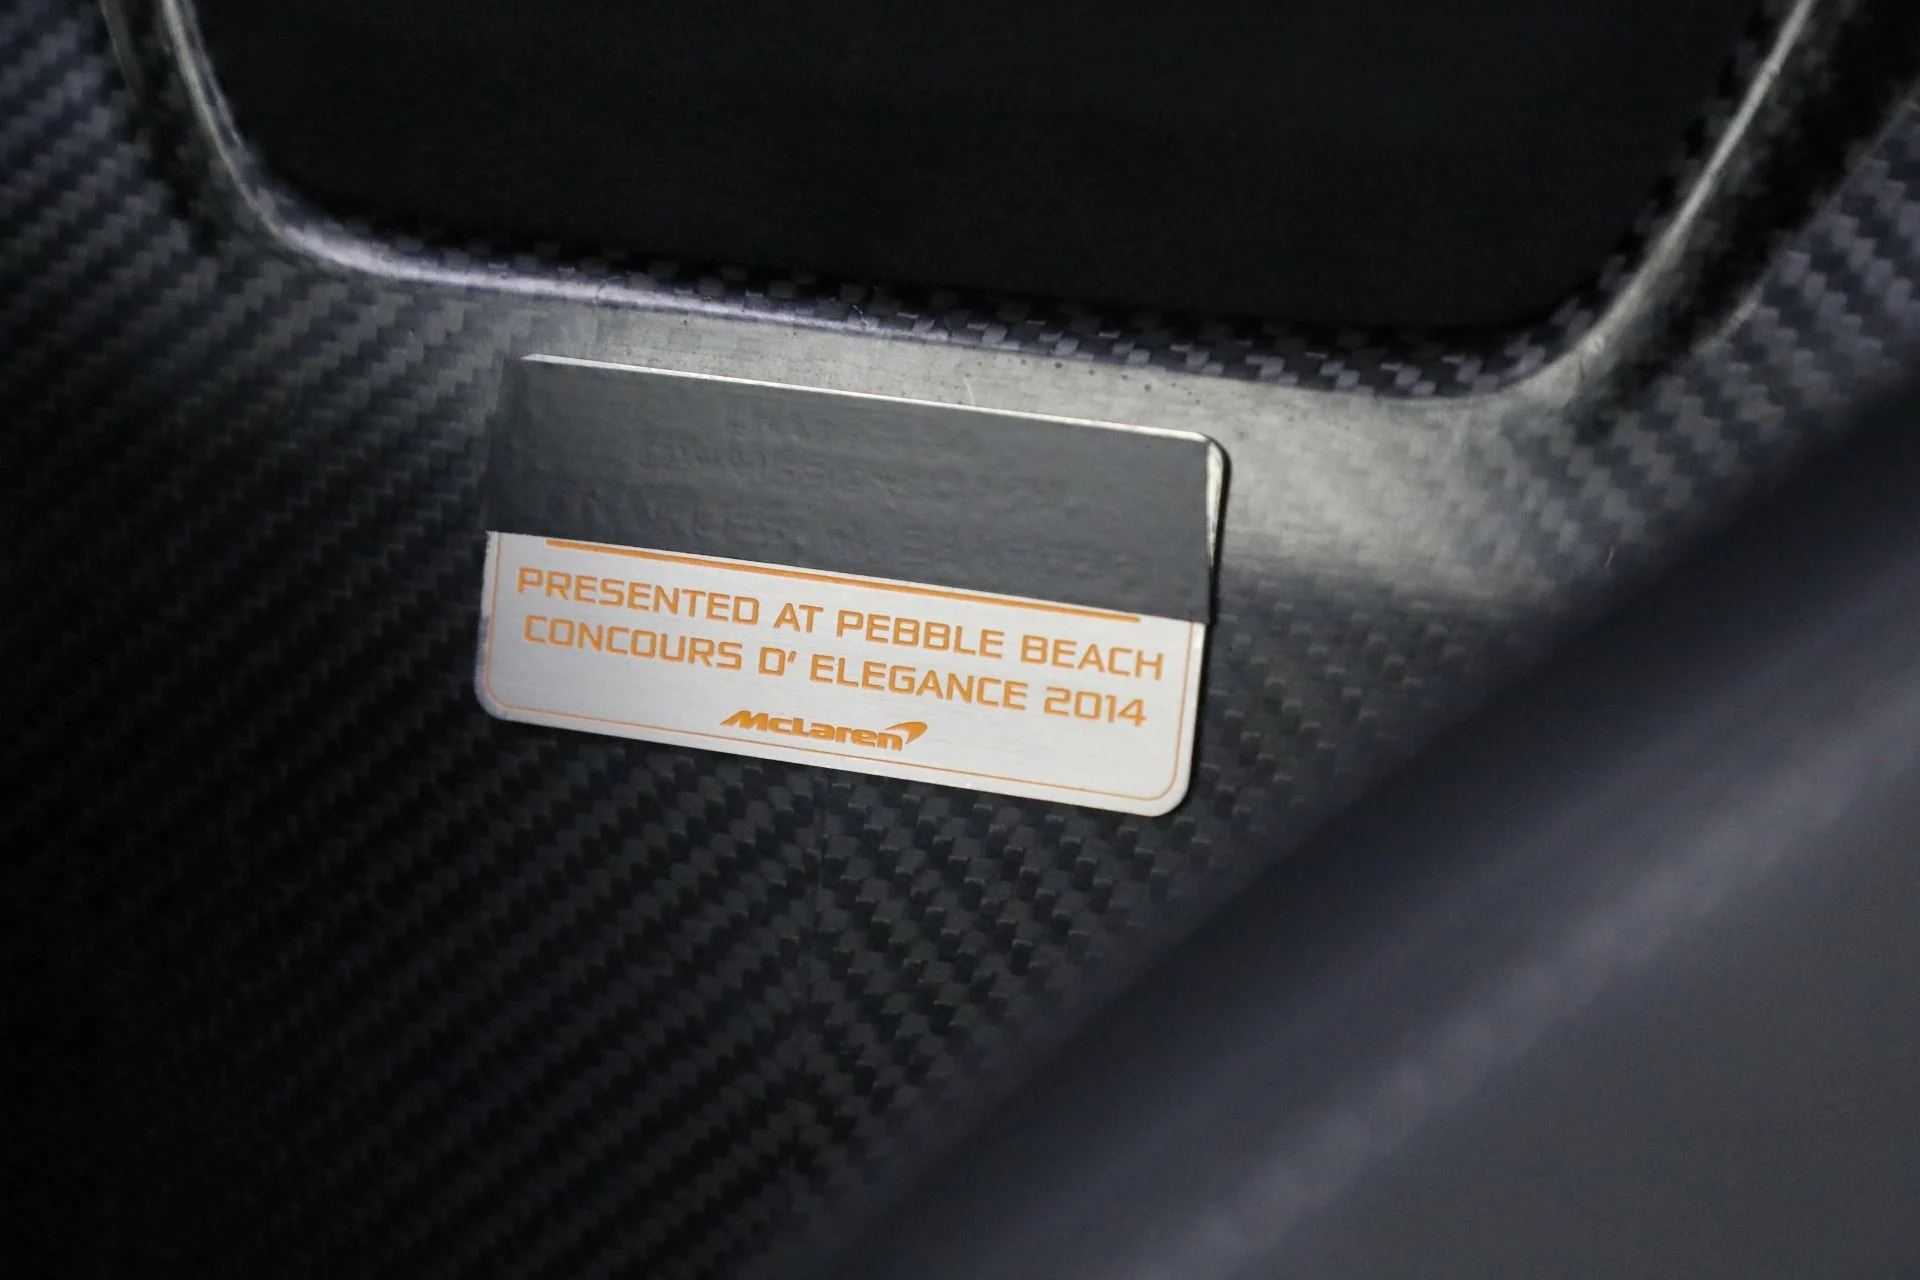 PRESENTED AT PEBBLE BEACH
CONCOURS D' ELEGANCE 2014
McLaren